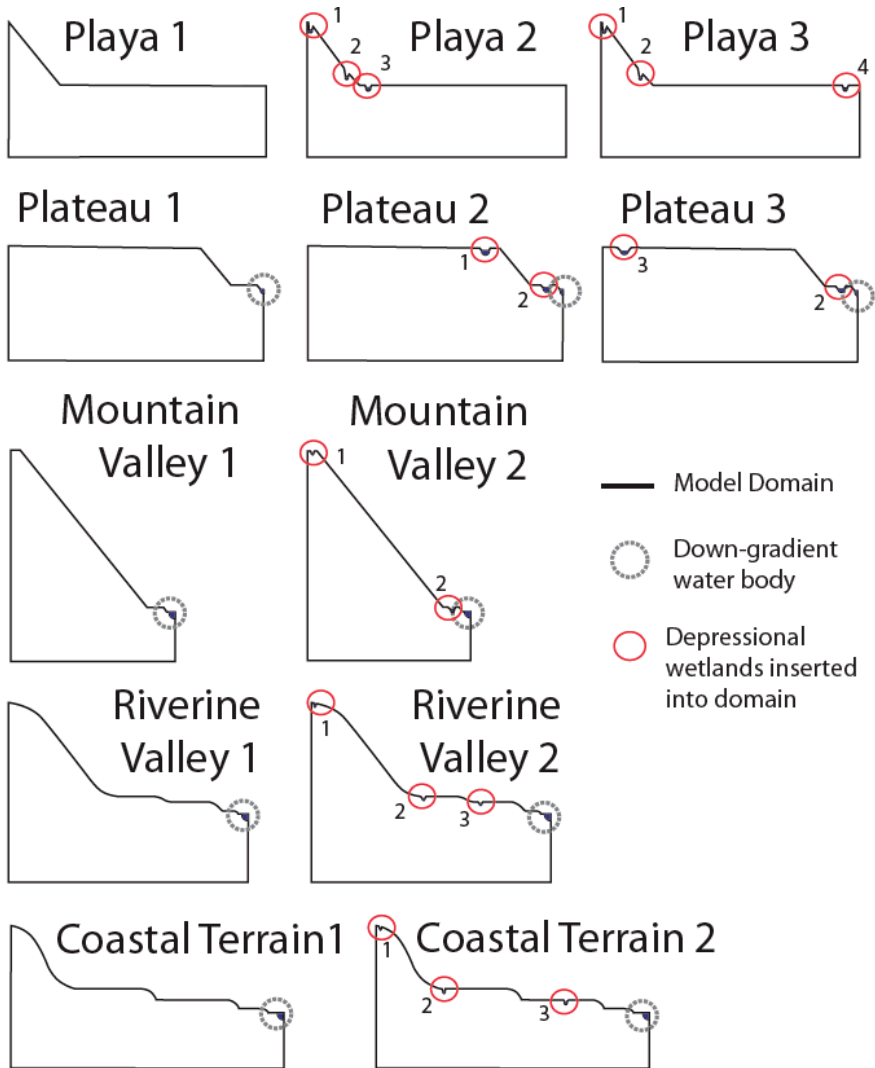 Playa 1
1
2
3
Playa 2
1
2
4
Playa 3
Plateau 1
Plateau 2
1
2
Plateau 3
3
2
Mountain
Valley 1
Mountain
Valley 2
1
2
Model Domain
Down-gradient
water body
Depressional
wetlands inserted
into domain
Riverine
Valley 1
Riverine
Valley 2
1
2
3
Coastal Terrain1
Coastal Terrain 2
1
2
3